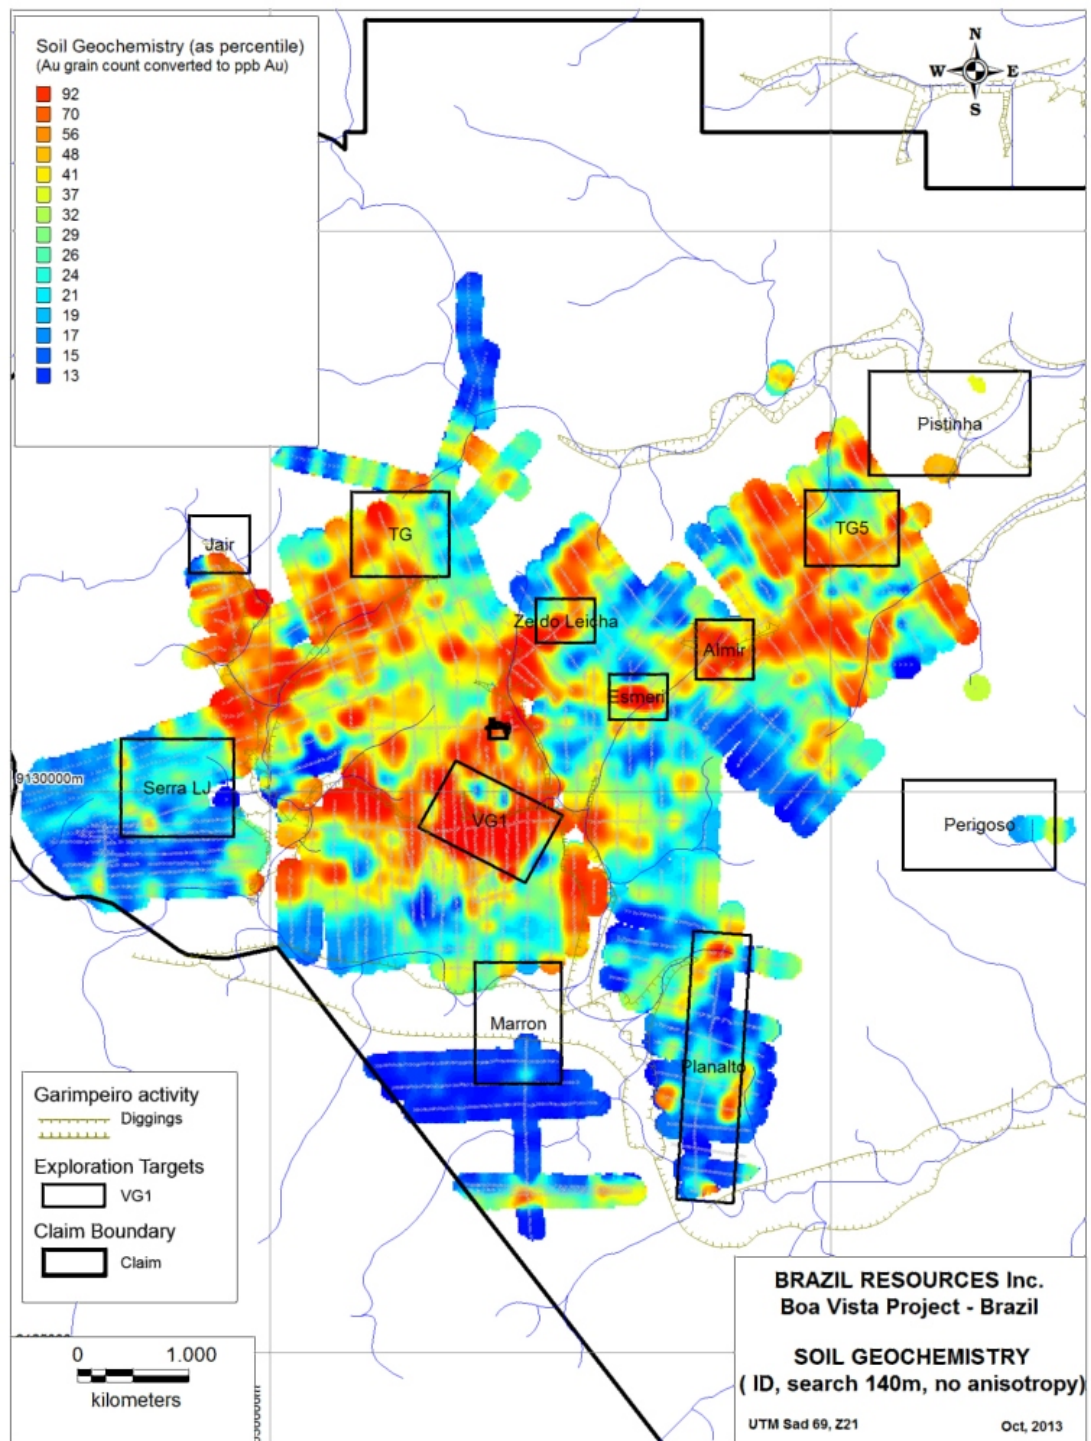 Soil Geochemistry (as percentile)
(Au grain count converted to ppb Au)
92
70
56
48
41
37
32
29
26
24
21
19
17
15
13
N
W E
S
Pistinha
TG
TG5
Jair
Ze do Leicha
Almir
Esmeri
9130000m
Serra LJ
VG1
Perigoso
Marron
Planalto
Garimpeiro activity
Diggings
Exploration Targets
VG1
Claim Boundary
Claim
0 1.000
kilometers
BRAZIL RESOURCES Inc.
Boa Vista Project - Brazil
SOIL GEOCHEMISTRY
( ID, search 140m, no anisotropy)
UTM Sad 69, Z21 Oct, 2013